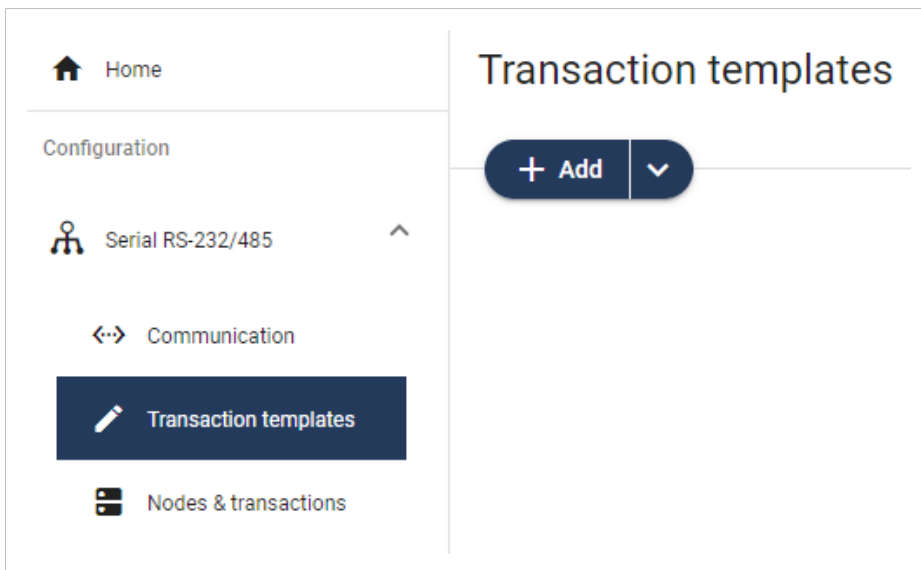 Home
Configuration
Serial RS-232/485
Communication
Transaction templates
Nodes & transactions
Transaction templates
Add